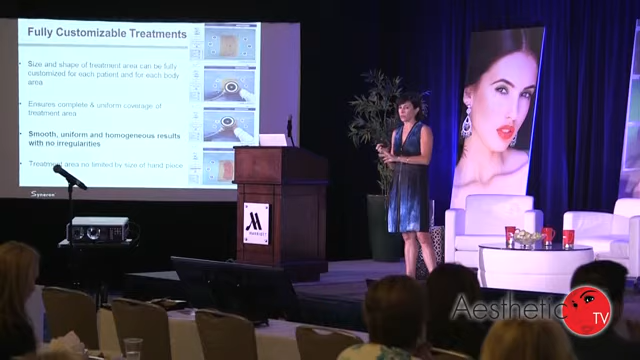 Fully Customizable Treatments
• Size and shape of treatment area can be fully
customized for each patient and for each body
area
• Ensures complete & uniform coverage of
treatment area
• Smooth, uniform and homogeneous results
with no irregularities
• Treatment area no limited by size of hand piece
Syneron
MARRIOTT
Aesthetic
TV